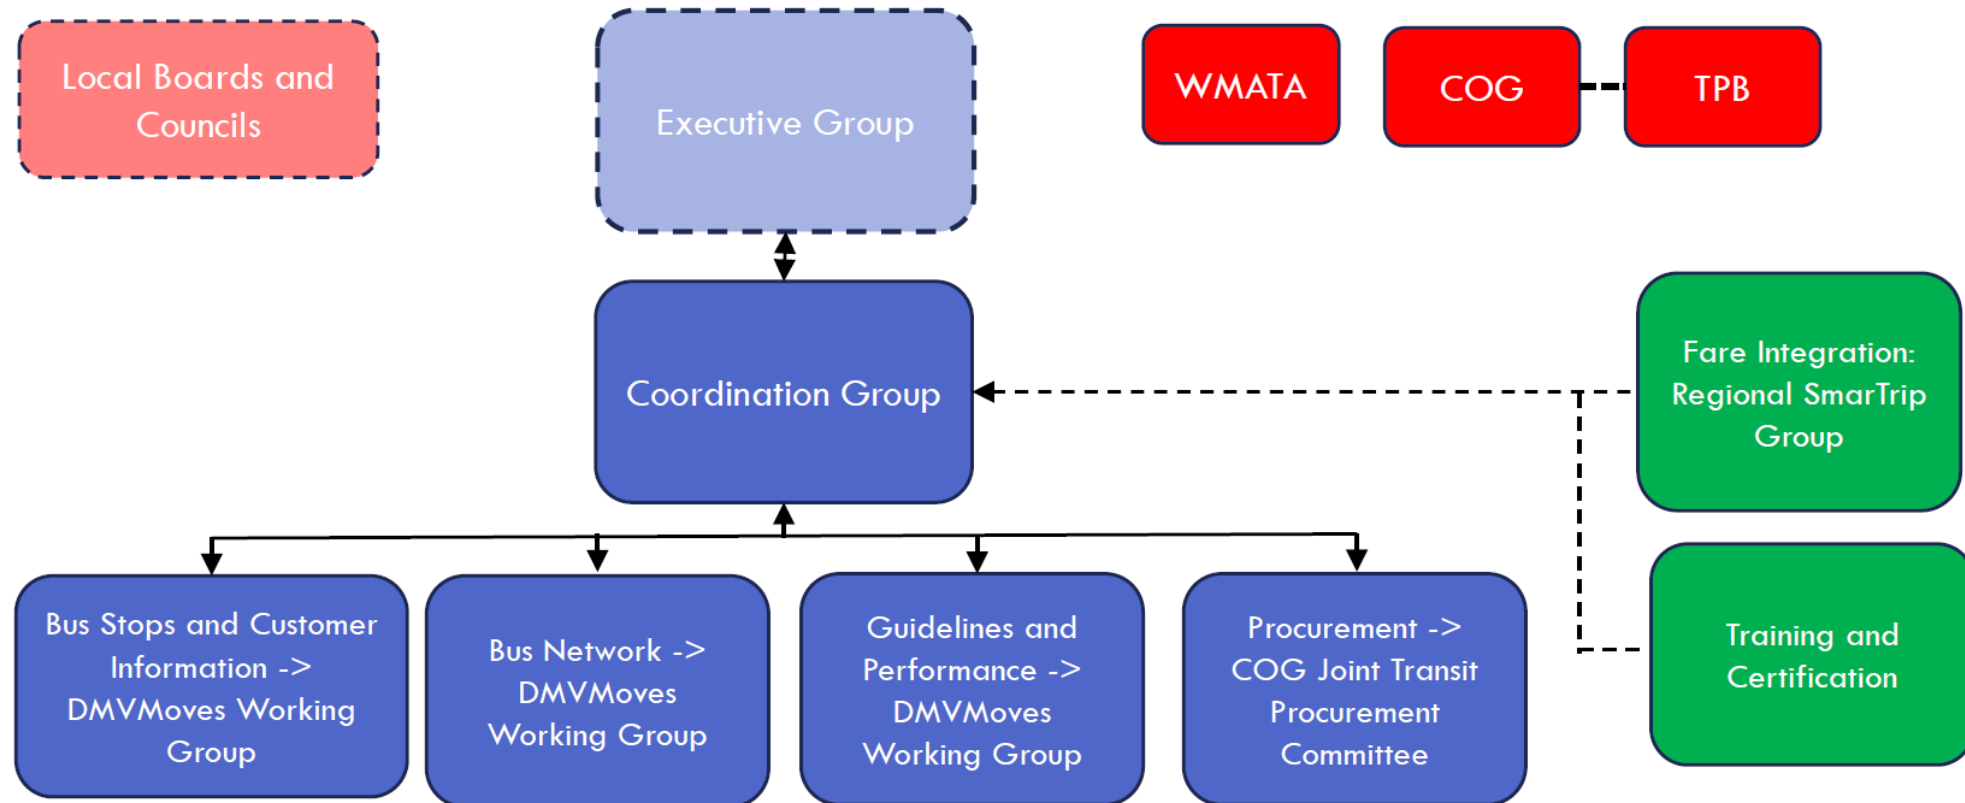 Local Boards and
Councils
Executive Group
WMATA
COG
TPB
Coordination Group
Fare Integration:
Regional SmarTrip
Group
Bus Stops and Customer
Information ->
DMVMoves Working
Group
Bus Network ->
DMVMoves
Working Group
Guidelines and
Performance ->
DMVMoves
Working Group
Procurement ->
COG Joint Transit
Procurement
Committee
Training and
Certification